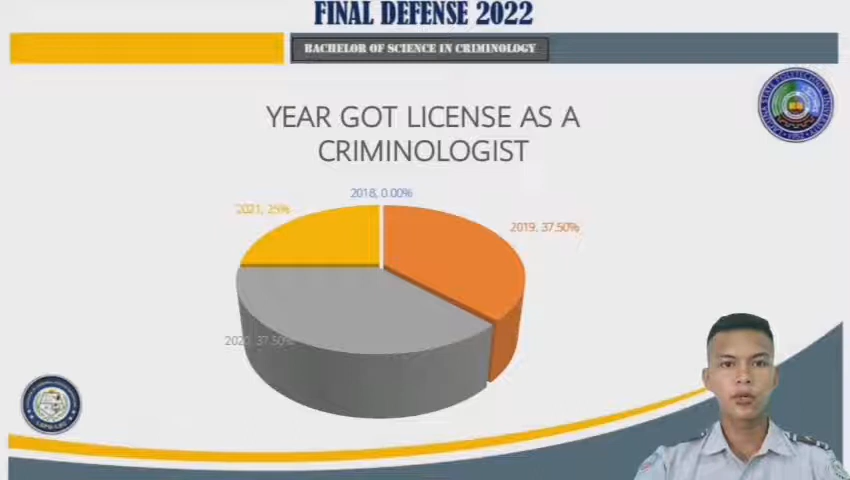 FINAL DEFENSE 2022
BACHELOR OF SCIENCE IN CRIMINOLOGY
YEAR GOT LICENSE AS A
CRIMINOLOGIST
2018, 0.00%
2021, 25%
2019, 37.50%
2020, 37.50%